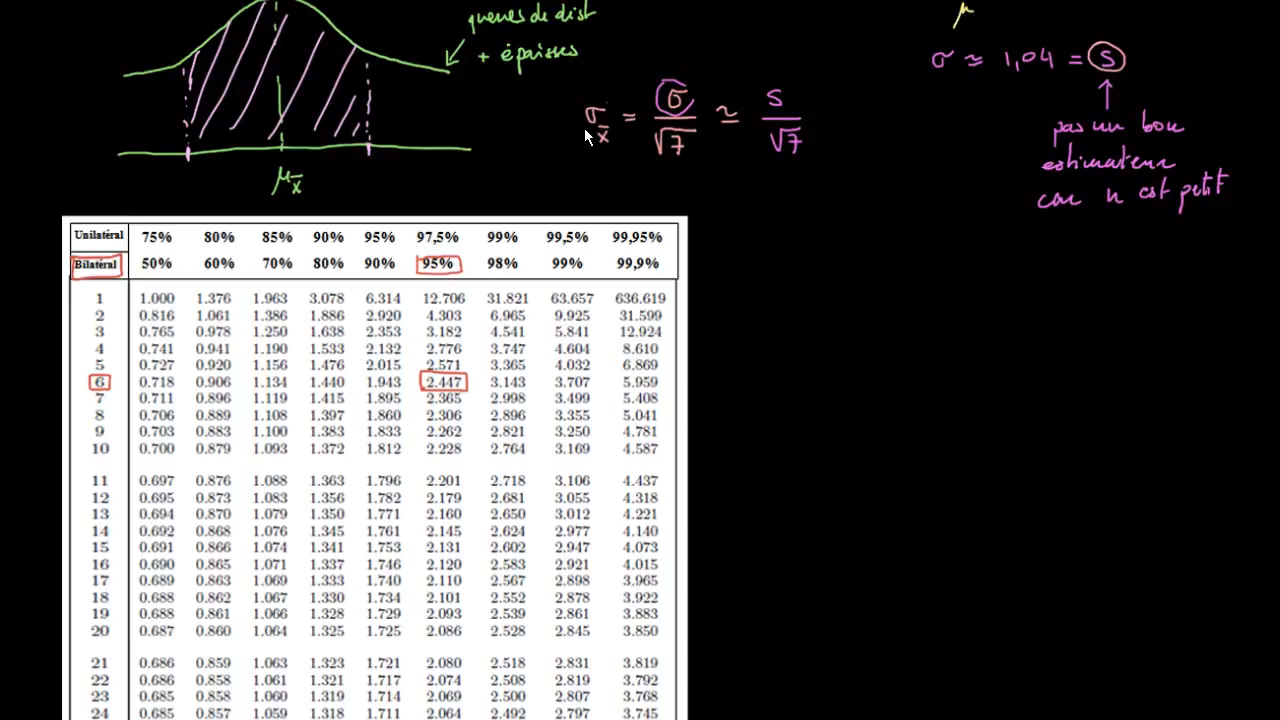 queues de dist
+ épaisses
μx̄
σx̄ = σ/√7 ≃ s/√7
μ
σ ≃ 1,04 = s
pas un bon
estimateur
car n est petit
Unilatéral 75% 80% 85% 90% 95% 97,5% 99% 99,5% 99,95%
Bilatéral 50% 60% 70% 80% 90% 95% 98% 99% 99,9%
1 1.000 1.376 1.963 3.078 6.314 12.706 31.821 63.657 636.619
2 0.816 1.061 1.386 1.886 2.920 4.303 6.965 9.925 31.599
3 0.765 0.978 1.250 1.638 2.353 3.182 4.541 5.841 12.924
4 0.741 0.941 1.190 1.533 2.132 2.776 3.747 4.604 8.610
5 0.727 0.920 1.156 1.476 2.015 2.571 3.365 4.032 6.869
6 0.718 0.906 1.134 1.440 1.943 2.447 3.143 3.707 5.959
7 0.711 0.896 1.119 1.415 1.895 2.365 2.998 3.499 5.408
8 0.706 0.889 1.108 1.397 1.860 2.306 2.896 3.355 5.041
9 0.703 0.883 1.100 1.383 1.833 2.262 2.821 3.250 4.781
10 0.700 0.879 1.093 1.372 1.812 2.228 2.764 3.169 4.587
11 0.697 0.876 1.088 1.363 1.796 2.201 2.718 3.106 4.437
12 0.695 0.873 1.083 1.356 1.782 2.179 2.681 3.055 4.318
13 0.694 0.870 1.079 1.350 1.771 2.160 2.650 3.012 4.221
14 0.692 0.868 1.076 1.345 1.761 2.145 2.624 2.977 4.140
15 0.691 0.866 1.074 1.341 1.753 2.131 2.602 2.947 4.073
16 0.690 0.865 1.071 1.337 1.746 2.120 2.583 2.921 4.015
17 0.689 0.863 1.069 1.333 1.740 2.110 2.567 2.898 3.965
18 0.688 0.862 1.067 1.330 1.734 2.101 2.552 2.878 3.922
19 0.688 0.861 1.066 1.328 1.729 2.093 2.539 2.861 3.883
20 0.687 0.860 1.064 1.325 1.725 2.086 2.528 2.845 3.850
21 0.686 0.859 1.063 1.323 1.721 2.080 2.518 2.831 3.819
22 0.686 0.858 1.061 1.321 1.717 2.074 2.508 2.819 3.792
23 0.685 0.858 1.060 1.319 1.714 2.069 2.500 2.807 3.768
24 0.685 0.857 1.059 1.318 1.711 2.064 2.492 2.797 3.745